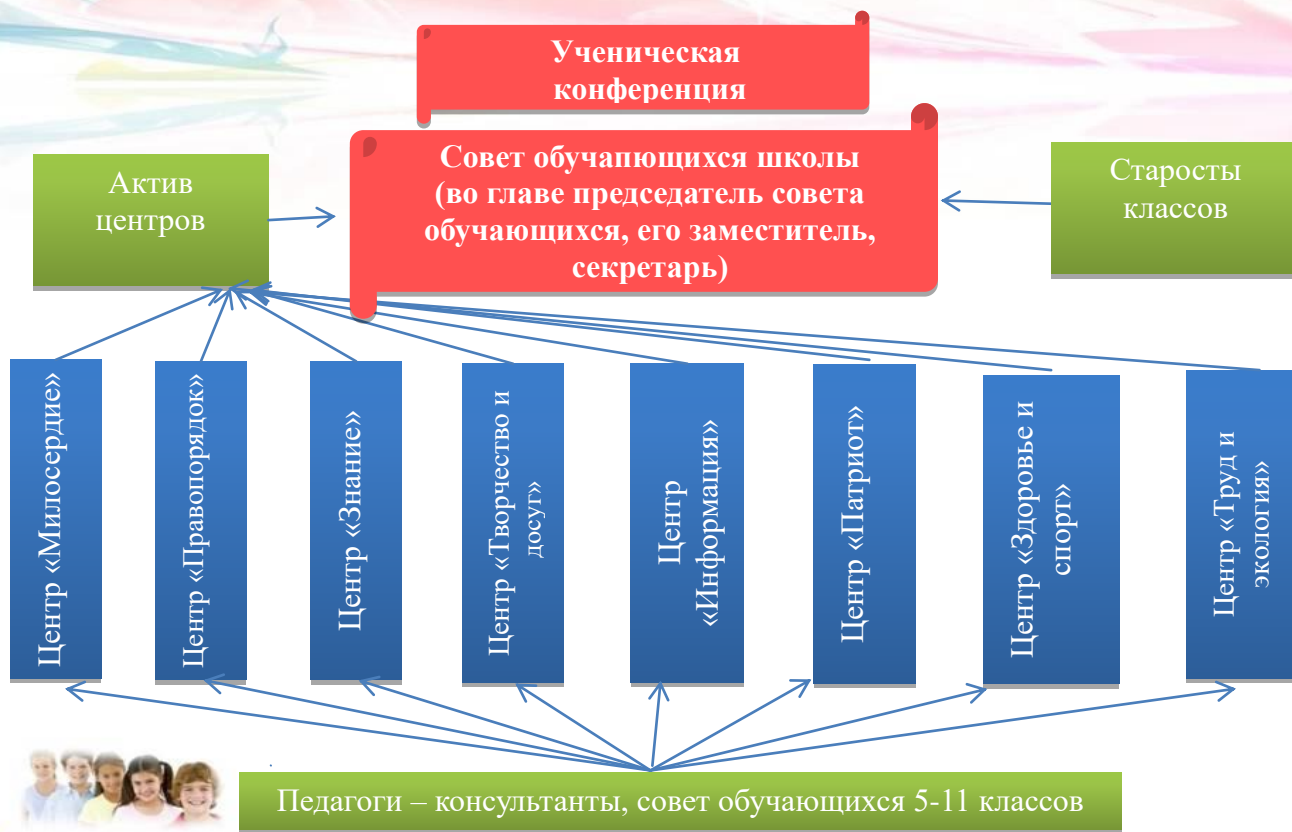 Ученическая
конференция
Совет обучапющихся школы
(во главе председатель совета
обучающихся, его заместитель,
секретарь)
Актив
центров
Старосты
классов
Центр «Милосердие»
Центр «Правопорядок»
Центр «Знание»
Центр «Творчество и
досуг»
Центр
«Информация»
Центр «Патриот»
Центр «Здоровье и
спорт»
Центр «Труд и
экология»
Педагоги – консультанты, совет обучающихся 5-11 классов